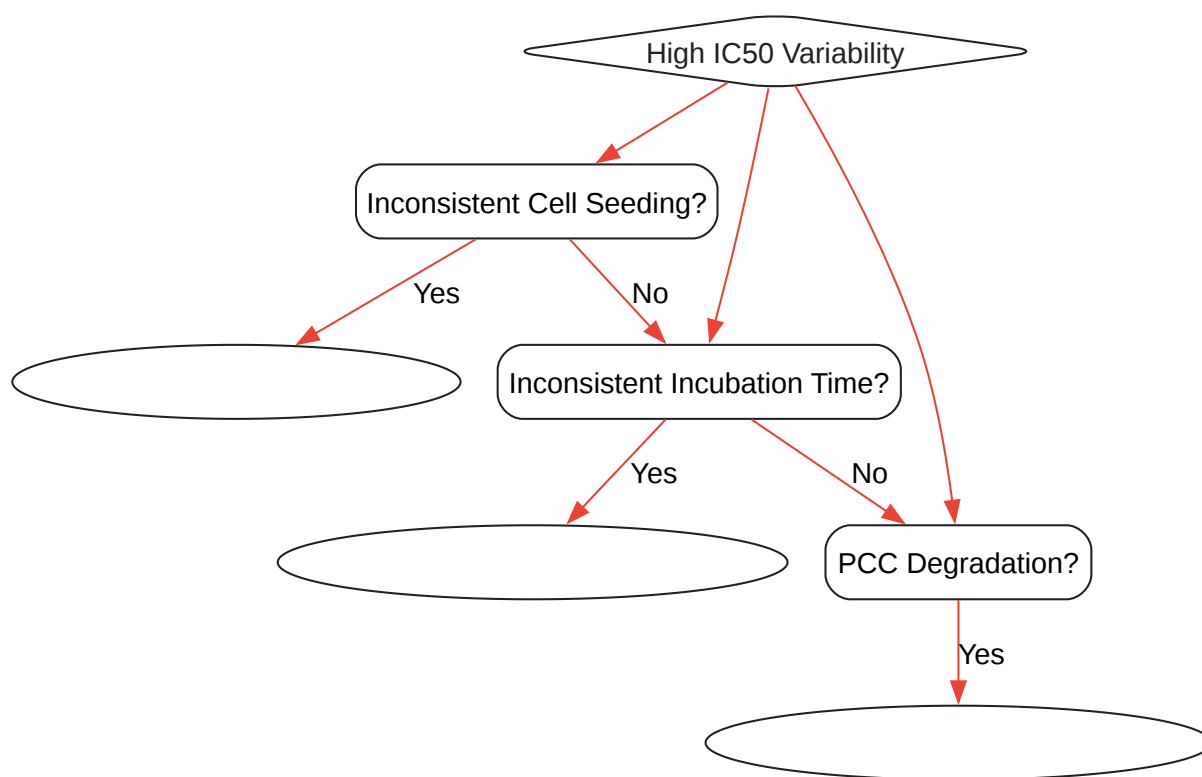 High IC50 Variability
Inconsistent Cell Seeding?
Yes
No
Inconsistent Incubation Time?
Yes
No
PCC Degradation?
Yes